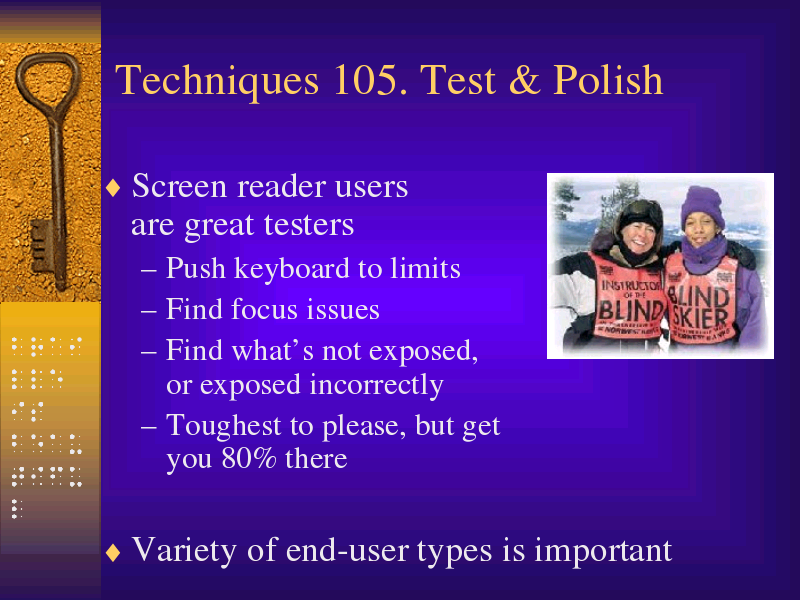 Techniques 105. Test & Polish
♦ Screen reader users
are great testers
– Push keyboard to limits
– Find focus issues
– Find what’s not exposed,
or exposed incorrectly
– Toughest to please, but get
you 80% there
♦ Variety of end-user types is important
INSTRUCTOR
OF THE
BLIND
BLIND
SKIER